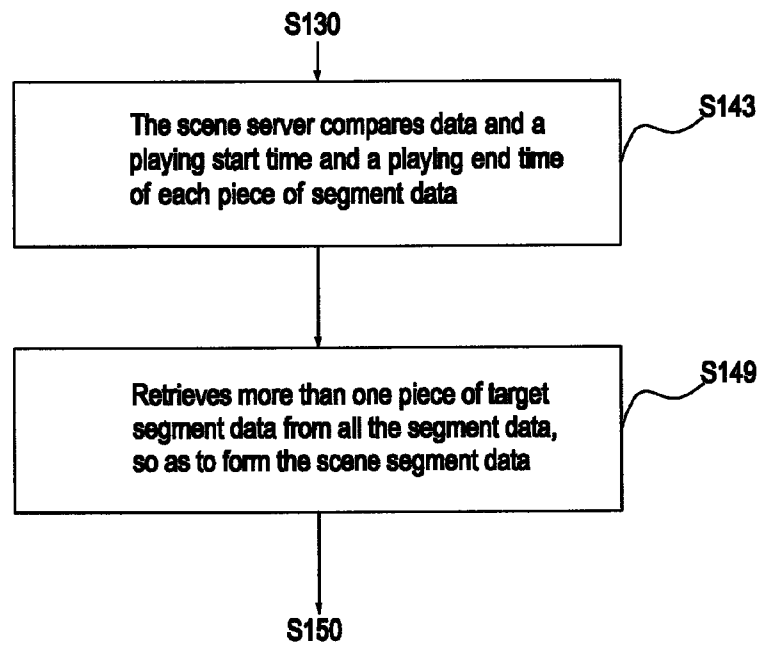 S130
S143
The scene server compares data and a
playing start time and a playing end time
of each piece of segment data
S149
Retrieves more than one piece of target
segment data from all the segment data,
so as to form the scene segment data
S150